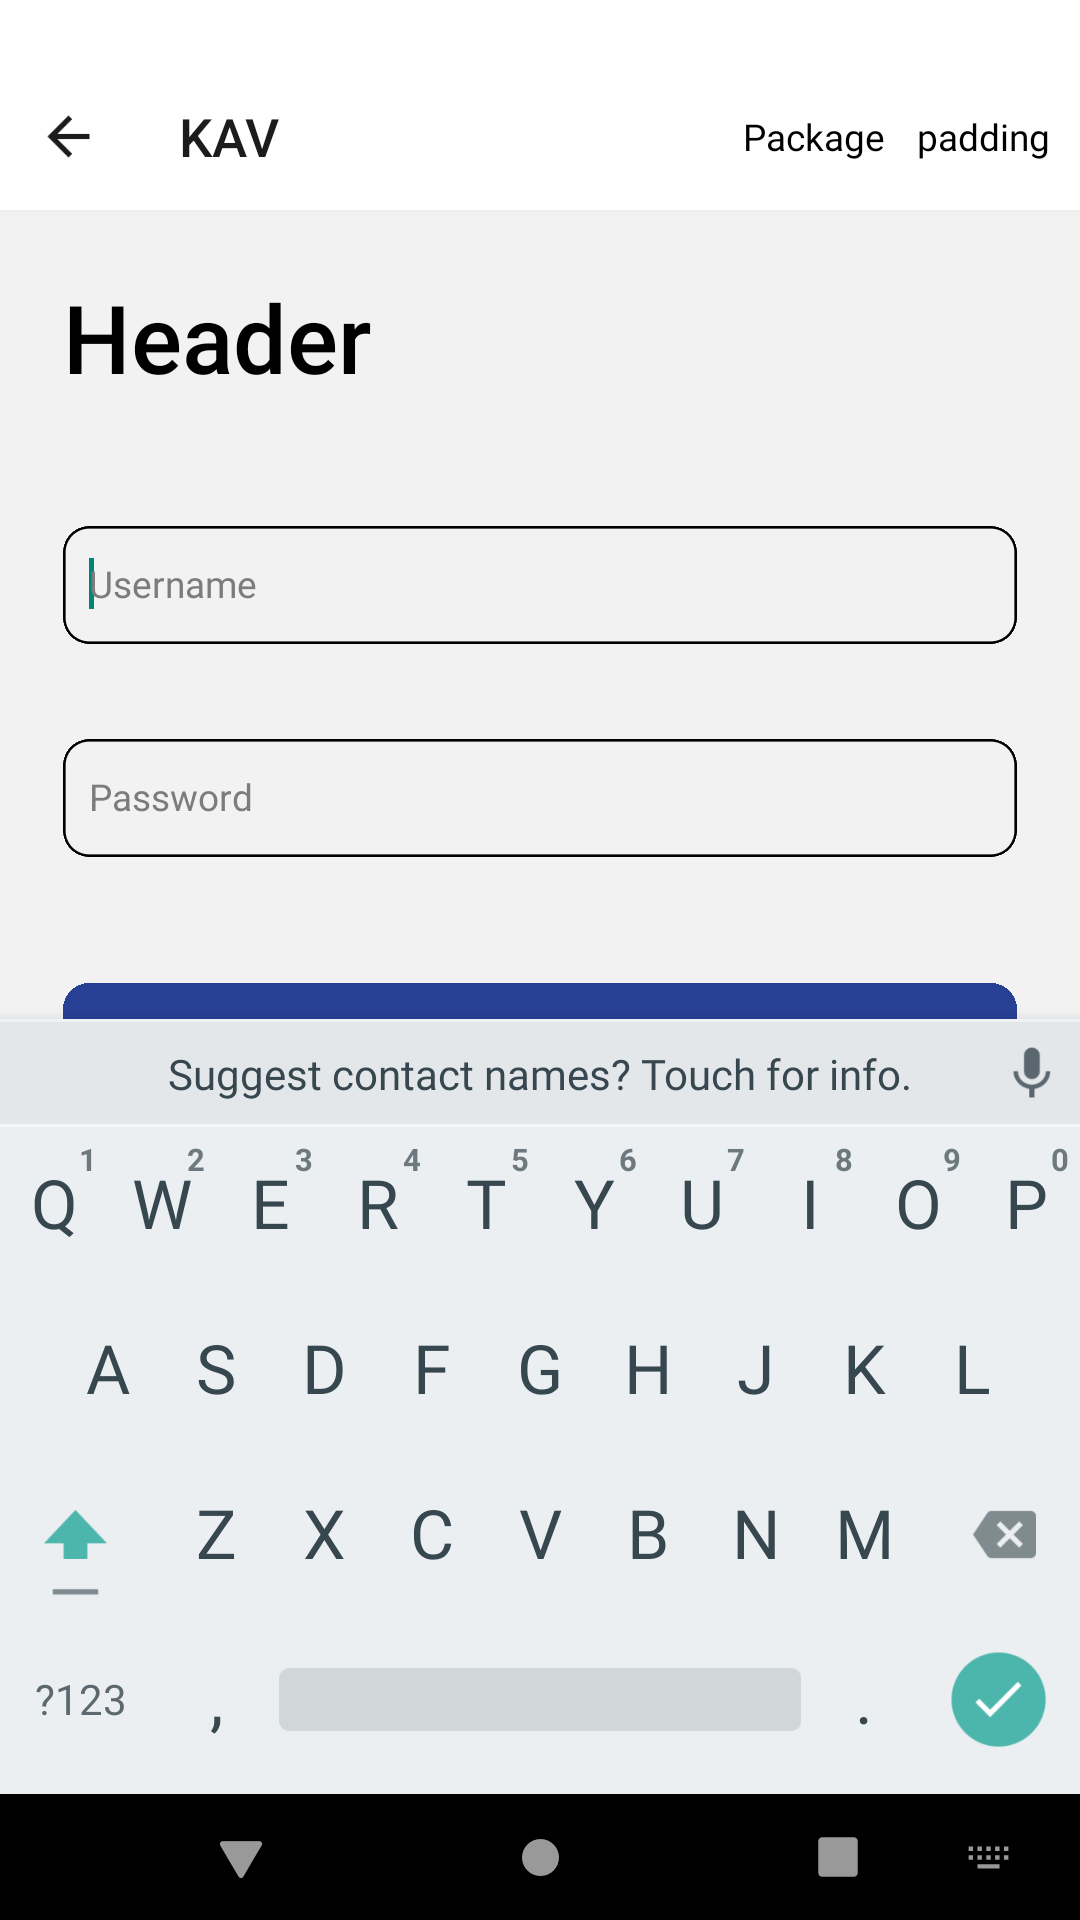 KAV Package padding
Header
Username
Password
Suggest contact names? Touch for info.
1 2 3 4 5 6 7 8 9 0
Q W E R T Y U I O P
A S D F G H J K L
Z X C V B N M
?123 , .